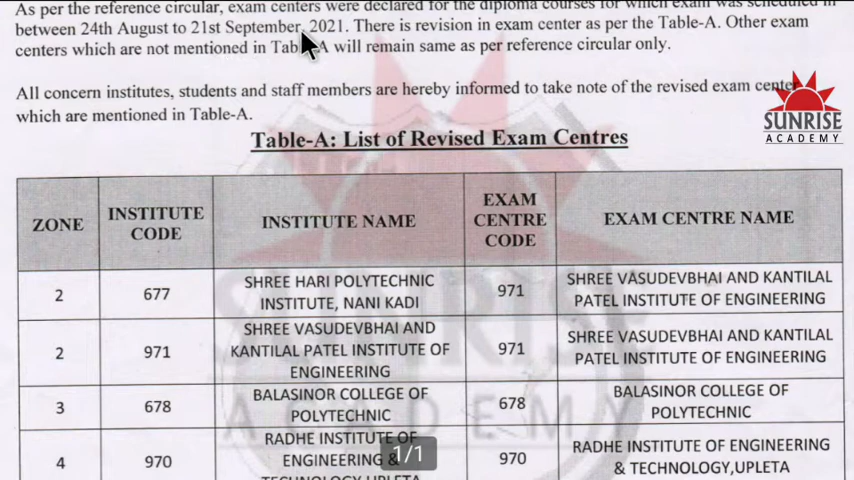 As per the reference circular, exam centers were declared for the diploma courses for which exam was scheduled in
between 24th August to 21st September, 2021. There is revision in exam center as per the Table-A. Other exam
centers which are not mentioned in Table-A will remain same as per reference circular only.
All concern institutes, students and staff members are hereby informed to take note of the revised exam center
which are mentioned in Table-A.
SUNRISE
ACADEMY
Table-A: List of Revised Exam Centres
ZONE INSTITUTE CODE INSTITUTE NAME EXAM CENTRE CODE EXAM CENTRE NAME
2 677 SHREE HARI POLYTECHNIC INSTITUTE, NANI KADI 971 SHREE VASUDEVBHAI AND KANTILAL PATEL INSTITUTE OF ENGINEERING
2 971 SHREE VASUDEVBHAI AND KANTILAL PATEL INSTITUTE OF ENGINEERING 971 SHREE VASUDEVBHAI AND KANTILAL PATEL INSTITUTE OF ENGINEERING
3 678 BALASINOR COLLEGE OF POLYTECHNIC 678 BALASINOR COLLEGE OF POLYTECHNIC
4 970 RADHE INSTITUTE OF ENGINEERING & TECHNOLOGY,UPLETA 970 RADHE INSTITUTE OF ENGINEERING & TECHNOLOGY,UPLETA
1/1
SUNRISE
ACADEMY